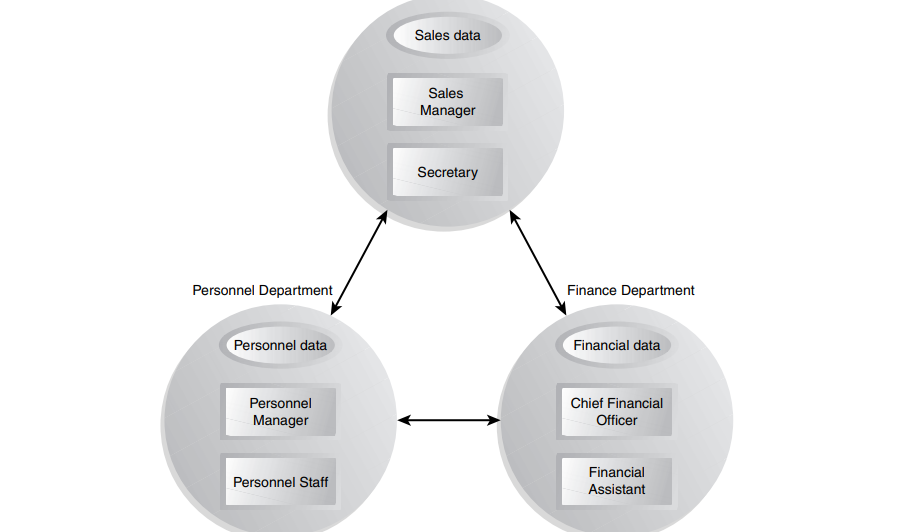 Sales data
Sales
Manager
Secretary
Personnel Department
Finance Department
Personnel data
Personnel
Manager
Personnel Staff
Financial data
Chief Financial
Officer
Financial
Assistant